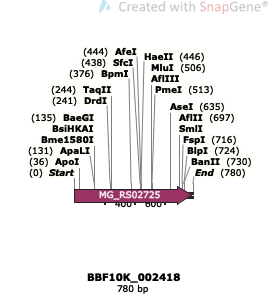 Created with SnapGene®
(444) AfeI
HaeII (446)
(438) SfcI
MluI (506)
(376) BpmI
AflIII
(244) TaqII
PmeI (513)
(241) DrdI
AseI (635)
(135) BaeGI
AflII (697)
BsiHKAI
SmlI
Bme1580I
FspI (716)
(131) ApaLI
BlpI (724)
(36) ApoI
BanII (730)
(0) Start
End (780)
MG_RS02725
400
600
BBF10K_002418
780 bp